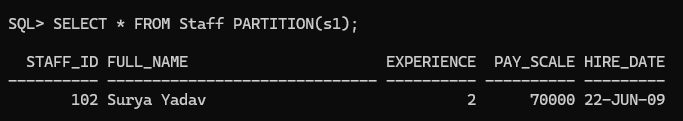 SQL> SELECT * FROM Staff PARTITION(s1);
  STAFF_ID FULL_NAME                      EXPERIENCE  PAY_SCALE HIRE_DATE
---------- ------------------------------ ---------- ---------- ---------
       102 Surya Yadav                             2      70000 22-JUN-09